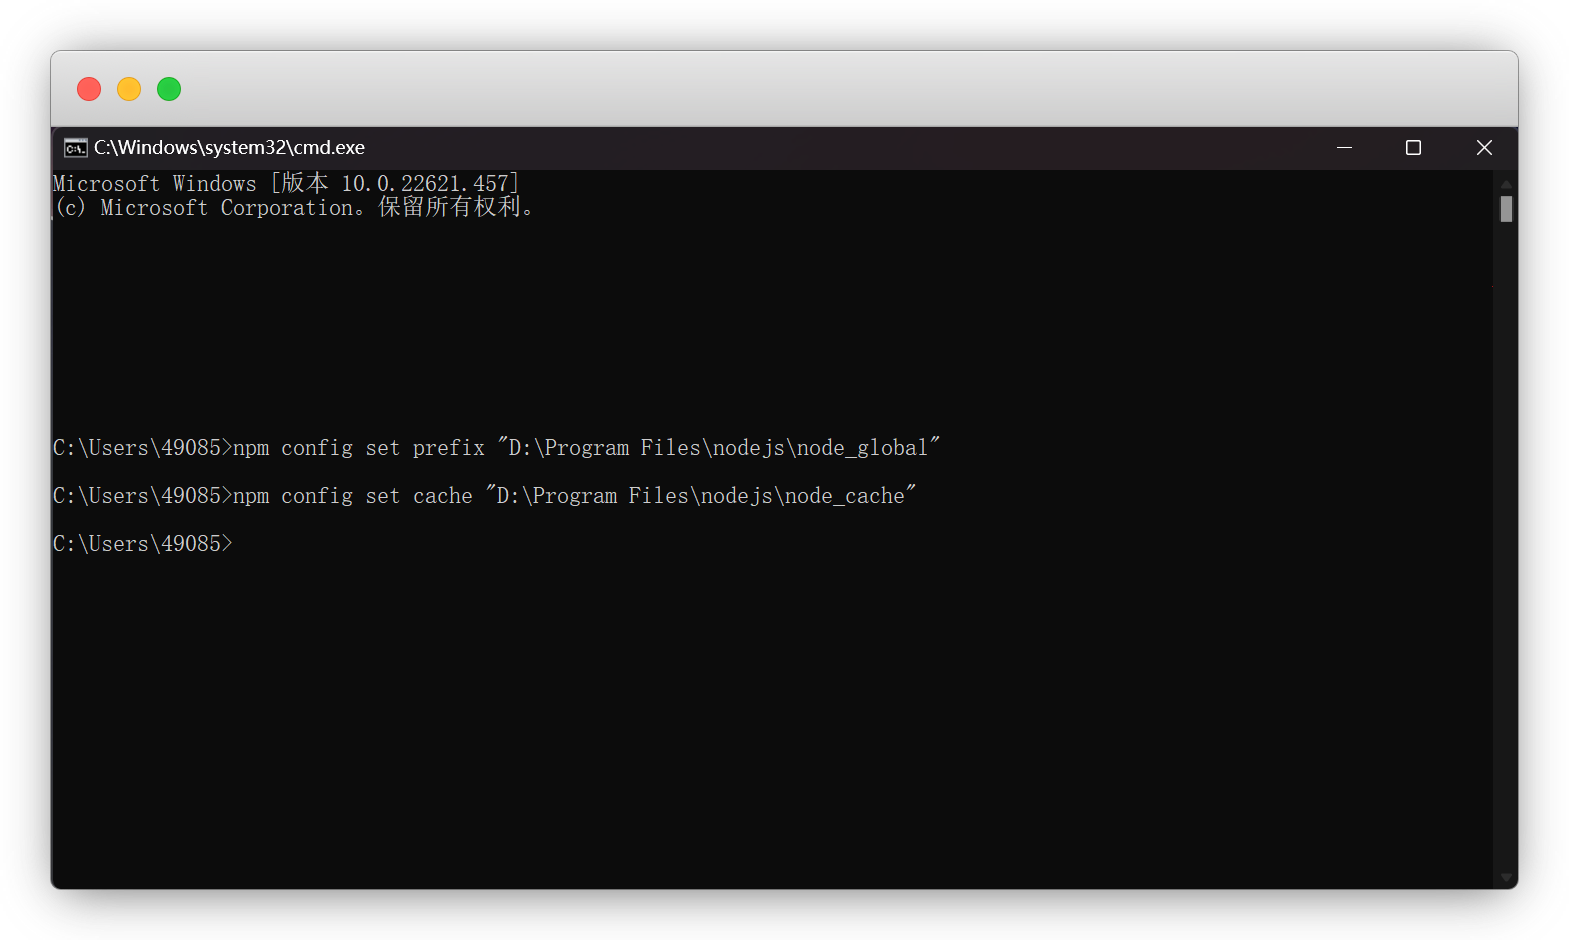 C:\Windows\system32\cmd.exe
Microsoft Windows [版本 10.0.22621.457]
(c) Microsoft Corporation。保留所有权利。
C:\Users\49085>npm config set prefix "D:\Program Files\nodejs\node_global"
C:\Users\49085>npm config set cache "D:\Program Files\nodejs\node_cache"
C:\Users\49085>